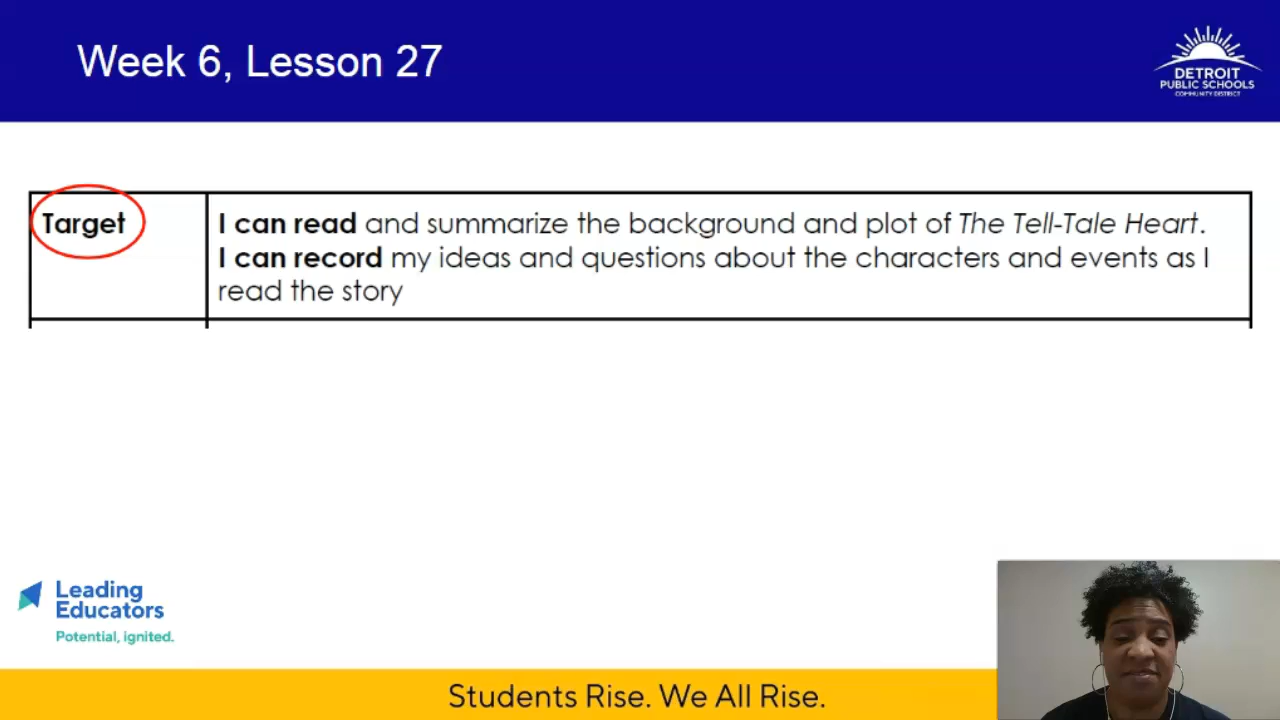 Week 6, Lesson 27
DETROIT
PUBLIC SCHOOLS
COMMUNITY DISTRICT
Target
I can read and summarize the background and plot of The Tell-Tale Heart.
I can record my ideas and questions about the characters and events as I
read the story
Leading
Educators
Potential, ignited.
Students Rise. We All Rise.